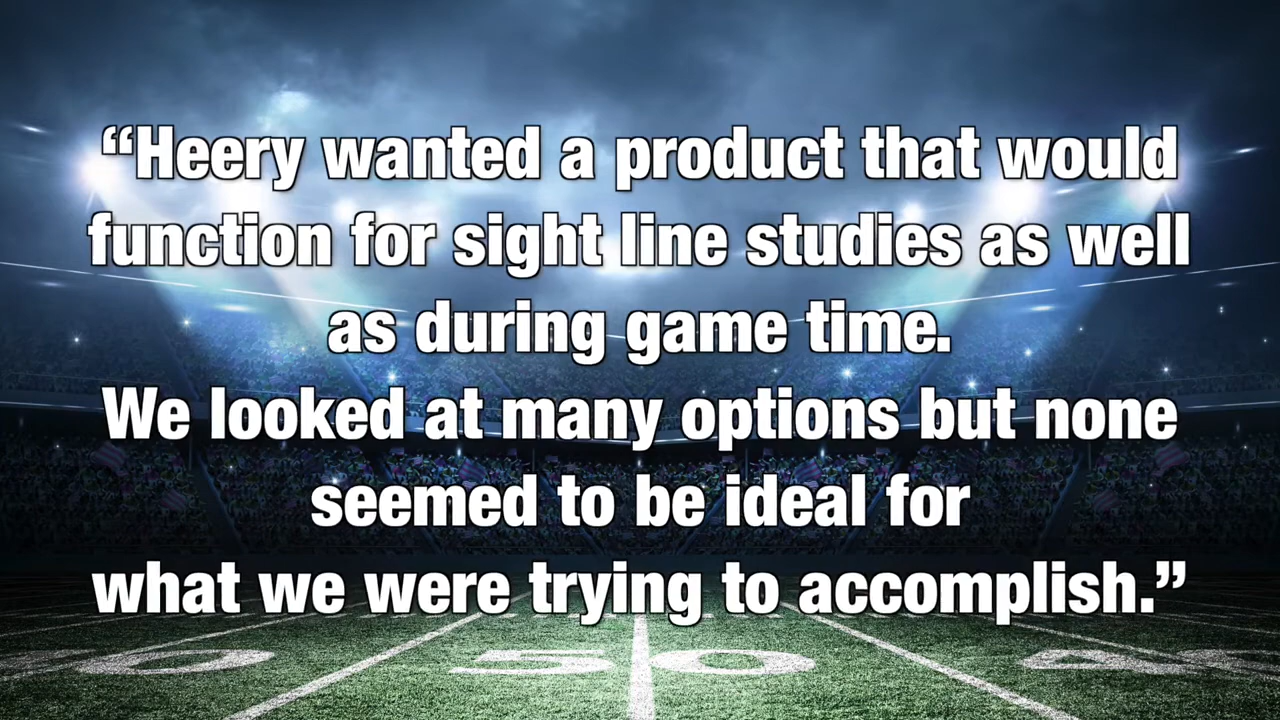 “Heery wanted a product that would
function for sight line studies as well
as during game time.
We looked at many options but none
seemed to be ideal for
what we were trying to accomplish.”
50